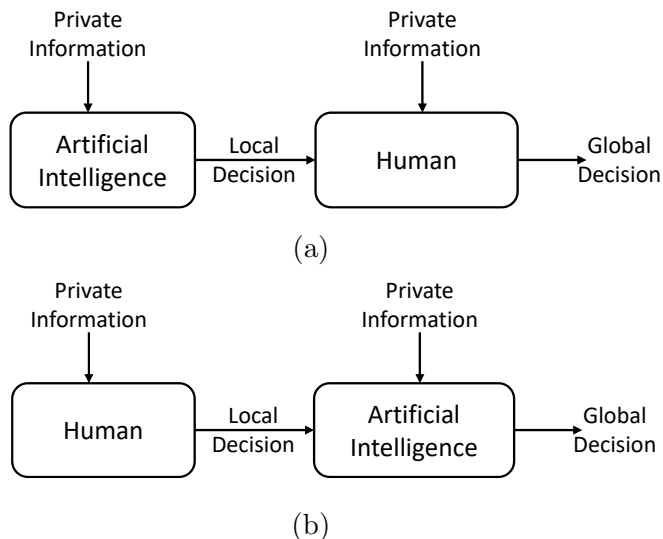 Private
Information
Private
Information
Artificial
Intelligence
Local
Decision
Human
Global
Decision
(a)
Private
Information
Private
Information
Human
Local
Decision
Artificial
Intelligence
Global
Decision
(b)